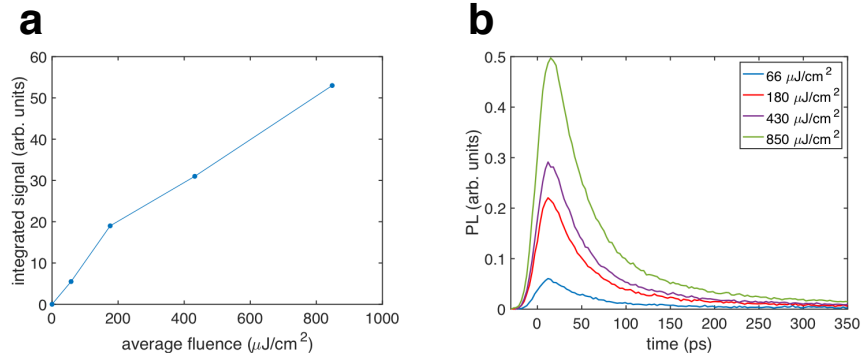 a
60
50
40
30
20
10
0
integrated signal (arb. units)
0 200 400 600 800 1000
average fluence (μJ/cm²)
b
0.5
0.4
0.3
0.2
0.1
0
PL (arb. units)
66 μJ/cm²
180 μJ/cm²
430 μJ/cm²
850 μJ/cm²
0 50 100 150 200 250 300 350
time (ps)